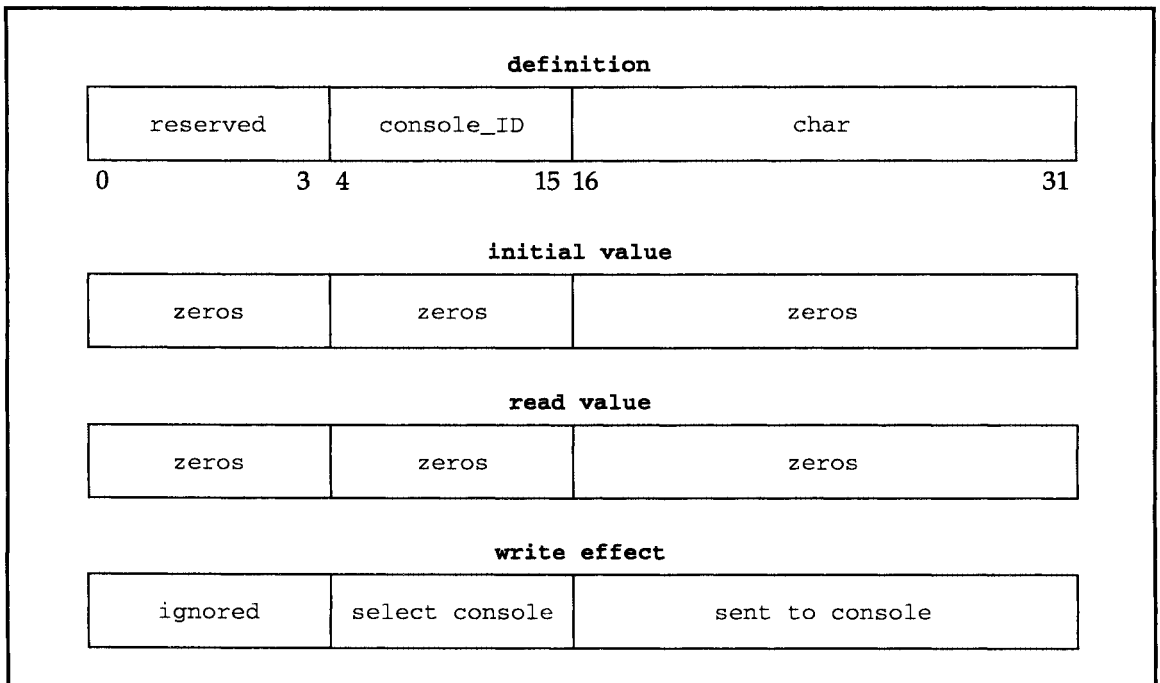 definition
reserved console_ID char
0 3 4 15 16 31
initial value
zeros zeros zeros
read value
zeros zeros zeros
write effect
ignored select console sent to console